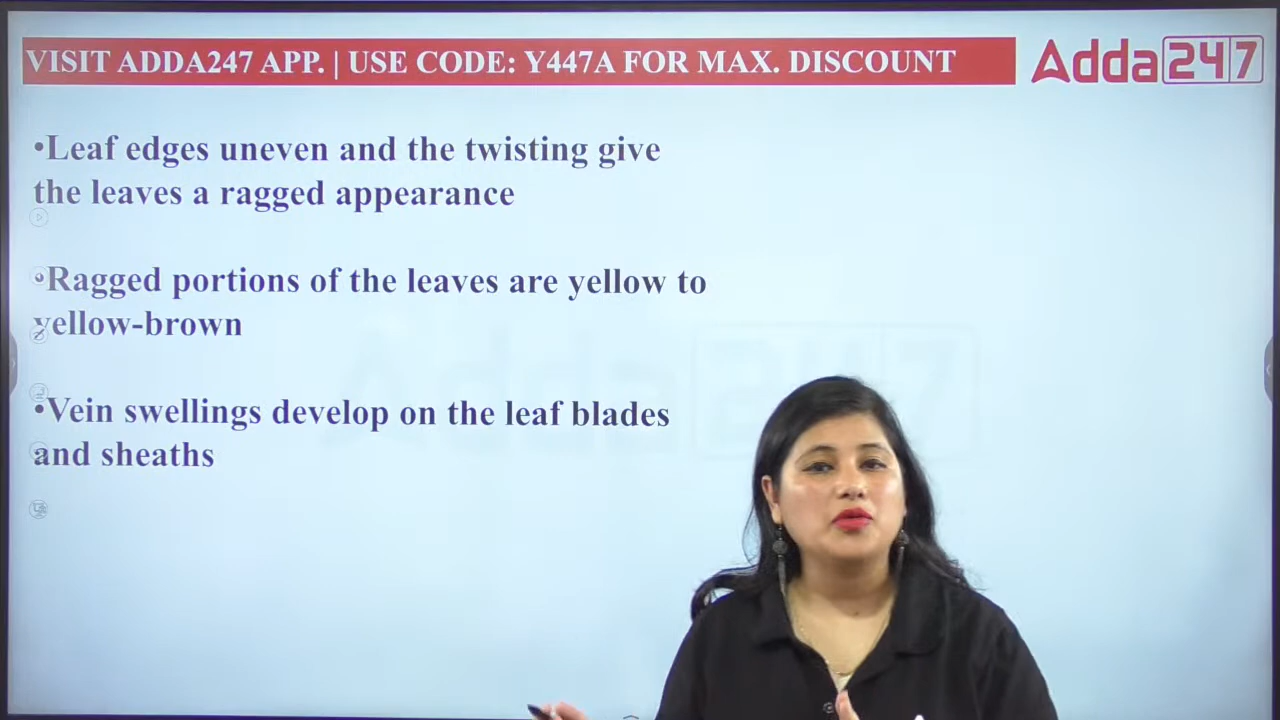 VISIT ADDA247 APP. | USE CODE: Y447A FOR MAX. DISCOUNT
Adda247
•Leaf edges uneven and the twisting give
the leaves a ragged appearance
•Ragged portions of the leaves are yellow to
yellow-brown
•Vein swellings develop on the leaf blades
and sheaths
Adda247